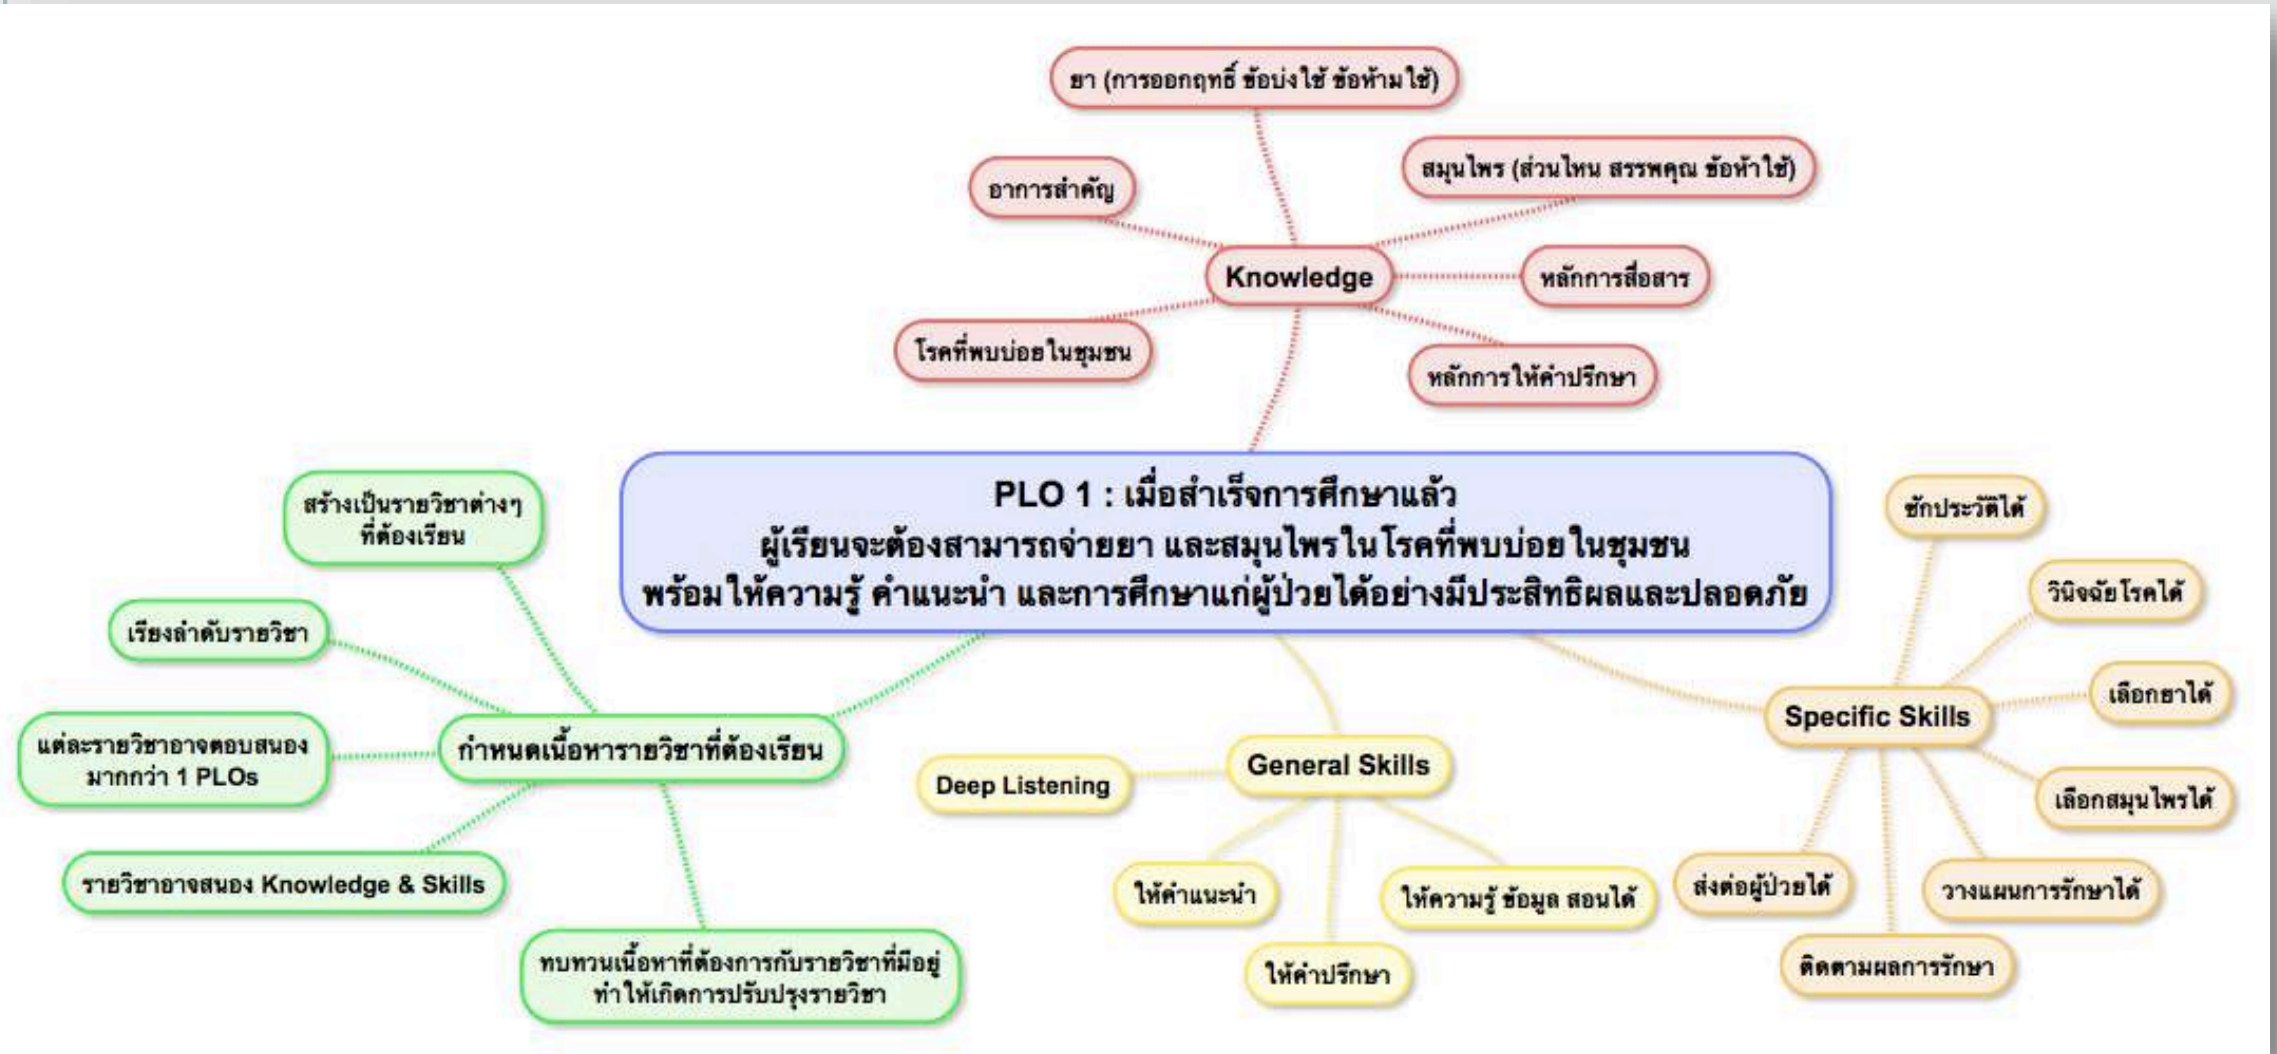 ยา (การออกฤทธิ์ ข้อบ่งใช้ ข้อห้ามใช้)
สมุนไพร (ส่วนไหน สรรพคุณ ข้อห้าใช้)
อาการสำคัญ
Knowledge
หลักการสื่อสาร
โรคที่พบบ่อยในชุมชน
หลักการให้คำปรึกษา
PLO 1 : เมื่อสำเร็จการศึกษาแล้ว
ผู้เรียนจะต้องสามารถจ่ายยา และสมุนไพรในโรคที่พบบ่อยในชุมชน
พร้อมให้ความรู้ คำแนะนำ และการศึกษาแก่ผู้ป่วยได้อย่างมีประสิทธิผลและปลอดภัย
สร้างเป็นรายวิชาต่างๆ
ที่ต้องเรียน
เรียงลำดับรายวิชา
แต่ละรายวิชาอาจตอบสนอง
มากกว่า 1 PLOs
กำหนดเนื้อหารายวิชาที่ต้องเรียน
รายวิชาอาจสนอง Knowledge & Skills
ทบทวนเนื้อหาที่ต้องการกับรายวิชาที่มีอยู่
ทำให้เกิดการปรับปรุงรายวิชา
General Skills
Deep Listening
ให้คำแนะนำ
ให้คำปรึกษา
ให้ความรู้ ข้อมูล สอนได้
ซักประวัติได้
วินิจฉัยโรคได้
เลือกยาได้
Specific Skills
เลือกสมุนไพรได้
ส่งต่อผู้ป่วยได้
วางแผนการรักษาได้
ติดตามผลการรักษา